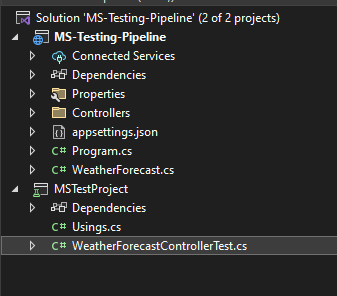 Solution 'MS-Testing-Pipeline' (2 of 2 projects)
MS-Testing-Pipeline
Connected Services
Dependencies
Properties
Controllers
appsettings.json
C# Program.cs
C# WeatherForecast.cs
MSTestProject
Dependencies
C# Usings.cs
C# WeatherForecastControllerTest.cs